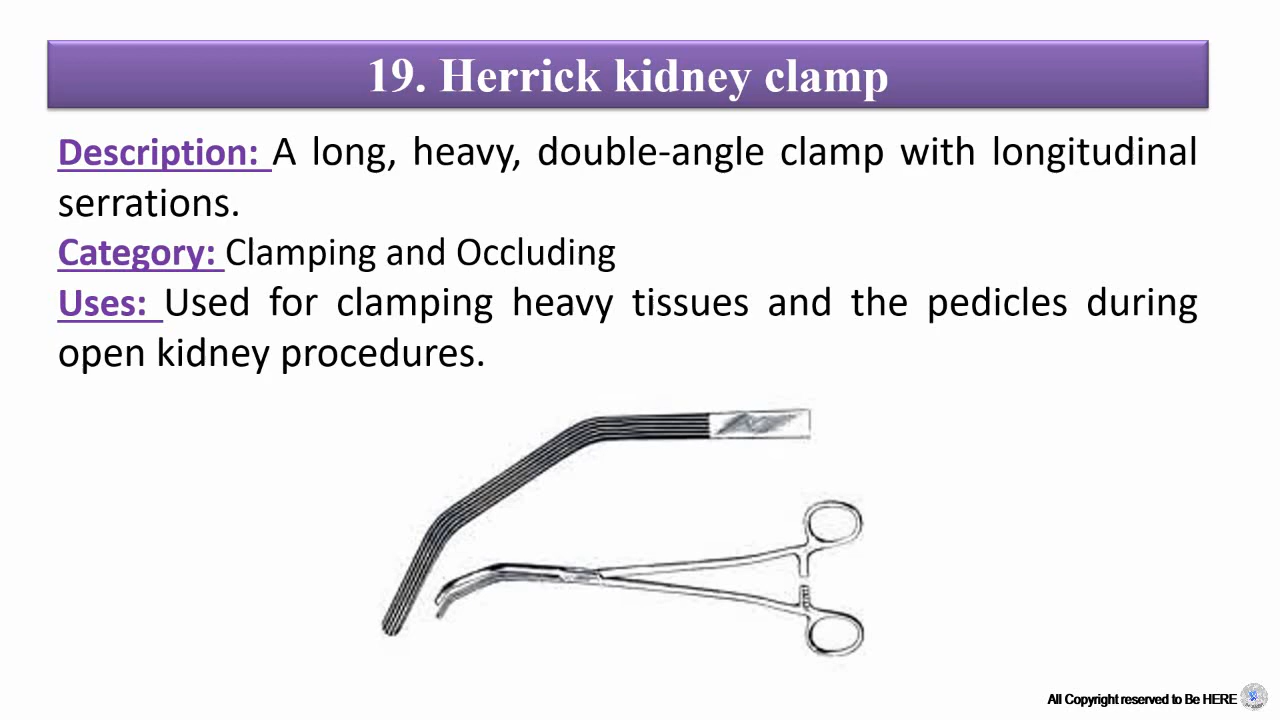 19. Herrick kidney clamp
Description: A long, heavy, double-angle clamp with longitudinal
serrations.
Category: Clamping and Occluding
Uses: Used for clamping heavy tissues and the pedicles during
open kidney procedures.
All Copyright reserved to Be HERE